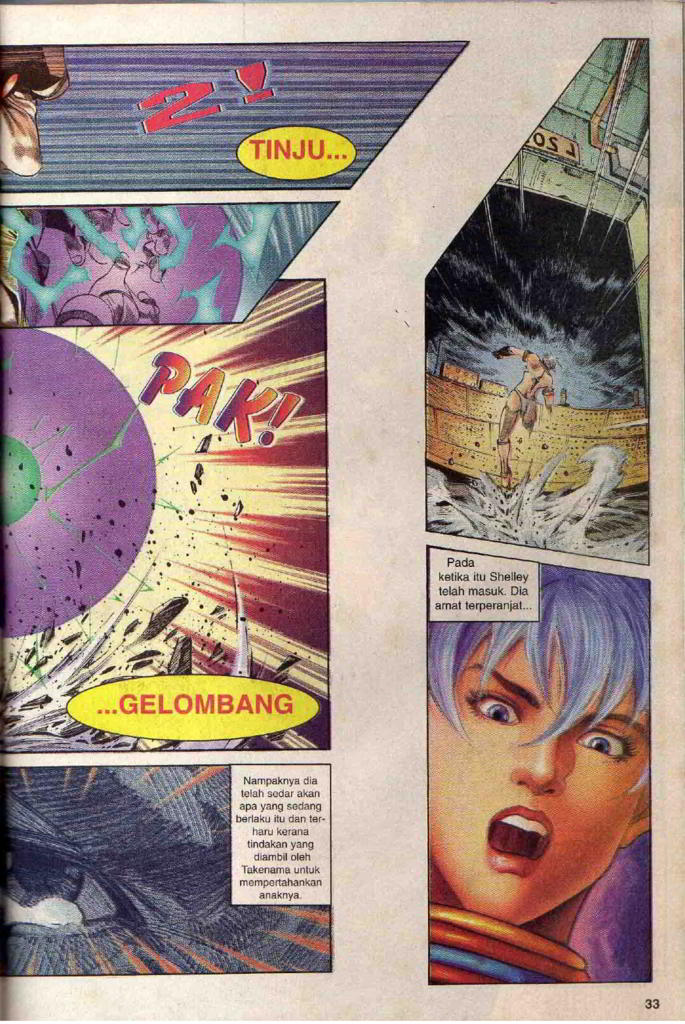 2!
TINJU...
PAK!
...GELOMBANG
Nampaknya dia
telah sedar akan
apa yang sedang
berlaku itu dan ter-
haru kerana
tindakan yang
diambil oleh
Takenama untuk
mempertahankan
anaknya.
Pada
ketika itu Shelley
telah masuk. Dia
amat terperanjat...
33